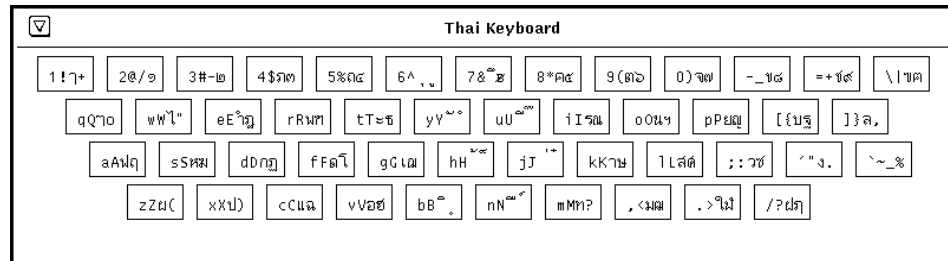 Thai Keyboard
1!ๅ+ 2@/๑ 3#-๒ 4$ภ๓ 5%ถ๔ 6^ ุ ู 7& ึ฿ 8*ค๕ 9(ต๖ 0)จ๗ -_ข๘ =+ช๙ \|ฃฅ
qQๆ๐ wWไ" eE ำฎ rRพฑ tTะธ yY ั ํ uU ี ๊ iIรณ oOนฯ pPยญ [{บฐ ]}ล,
aAฟฤ sSหฆ dDกฏ fFดโ gGเฌ hH ้ ็ jJ ่ ๋ kKาษ lLสศ ;:วซ ´"ง. `~_%
zZผ( xXป) cCแฉ vVอฮ bB ิ ฺ nN ื ์ mMท? ,<มฒ .>ใฬ /?ฝฦ